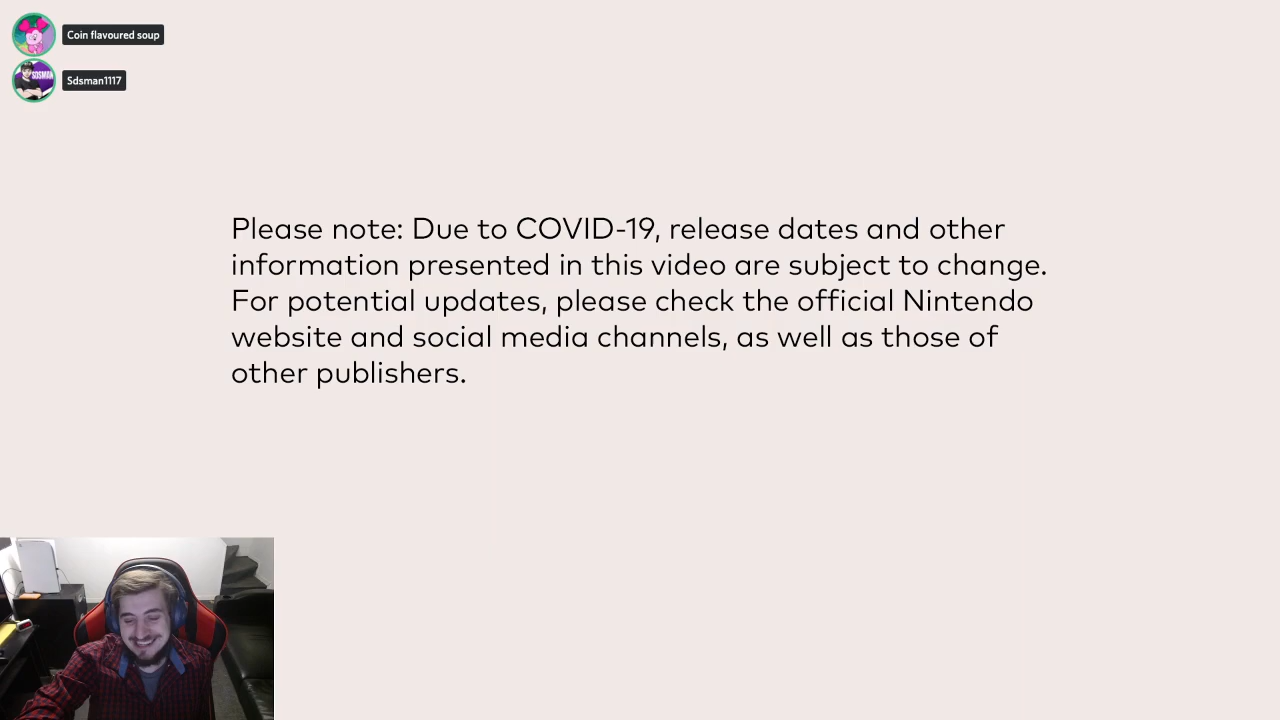 Coin flavoured soup
SDSMAN
Sdsman1117
Please note: Due to COVID-19, release dates and other
information presented in this video are subject to change.
For potential updates, please check the official Nintendo
website and social media channels, as well as those of
other publishers.